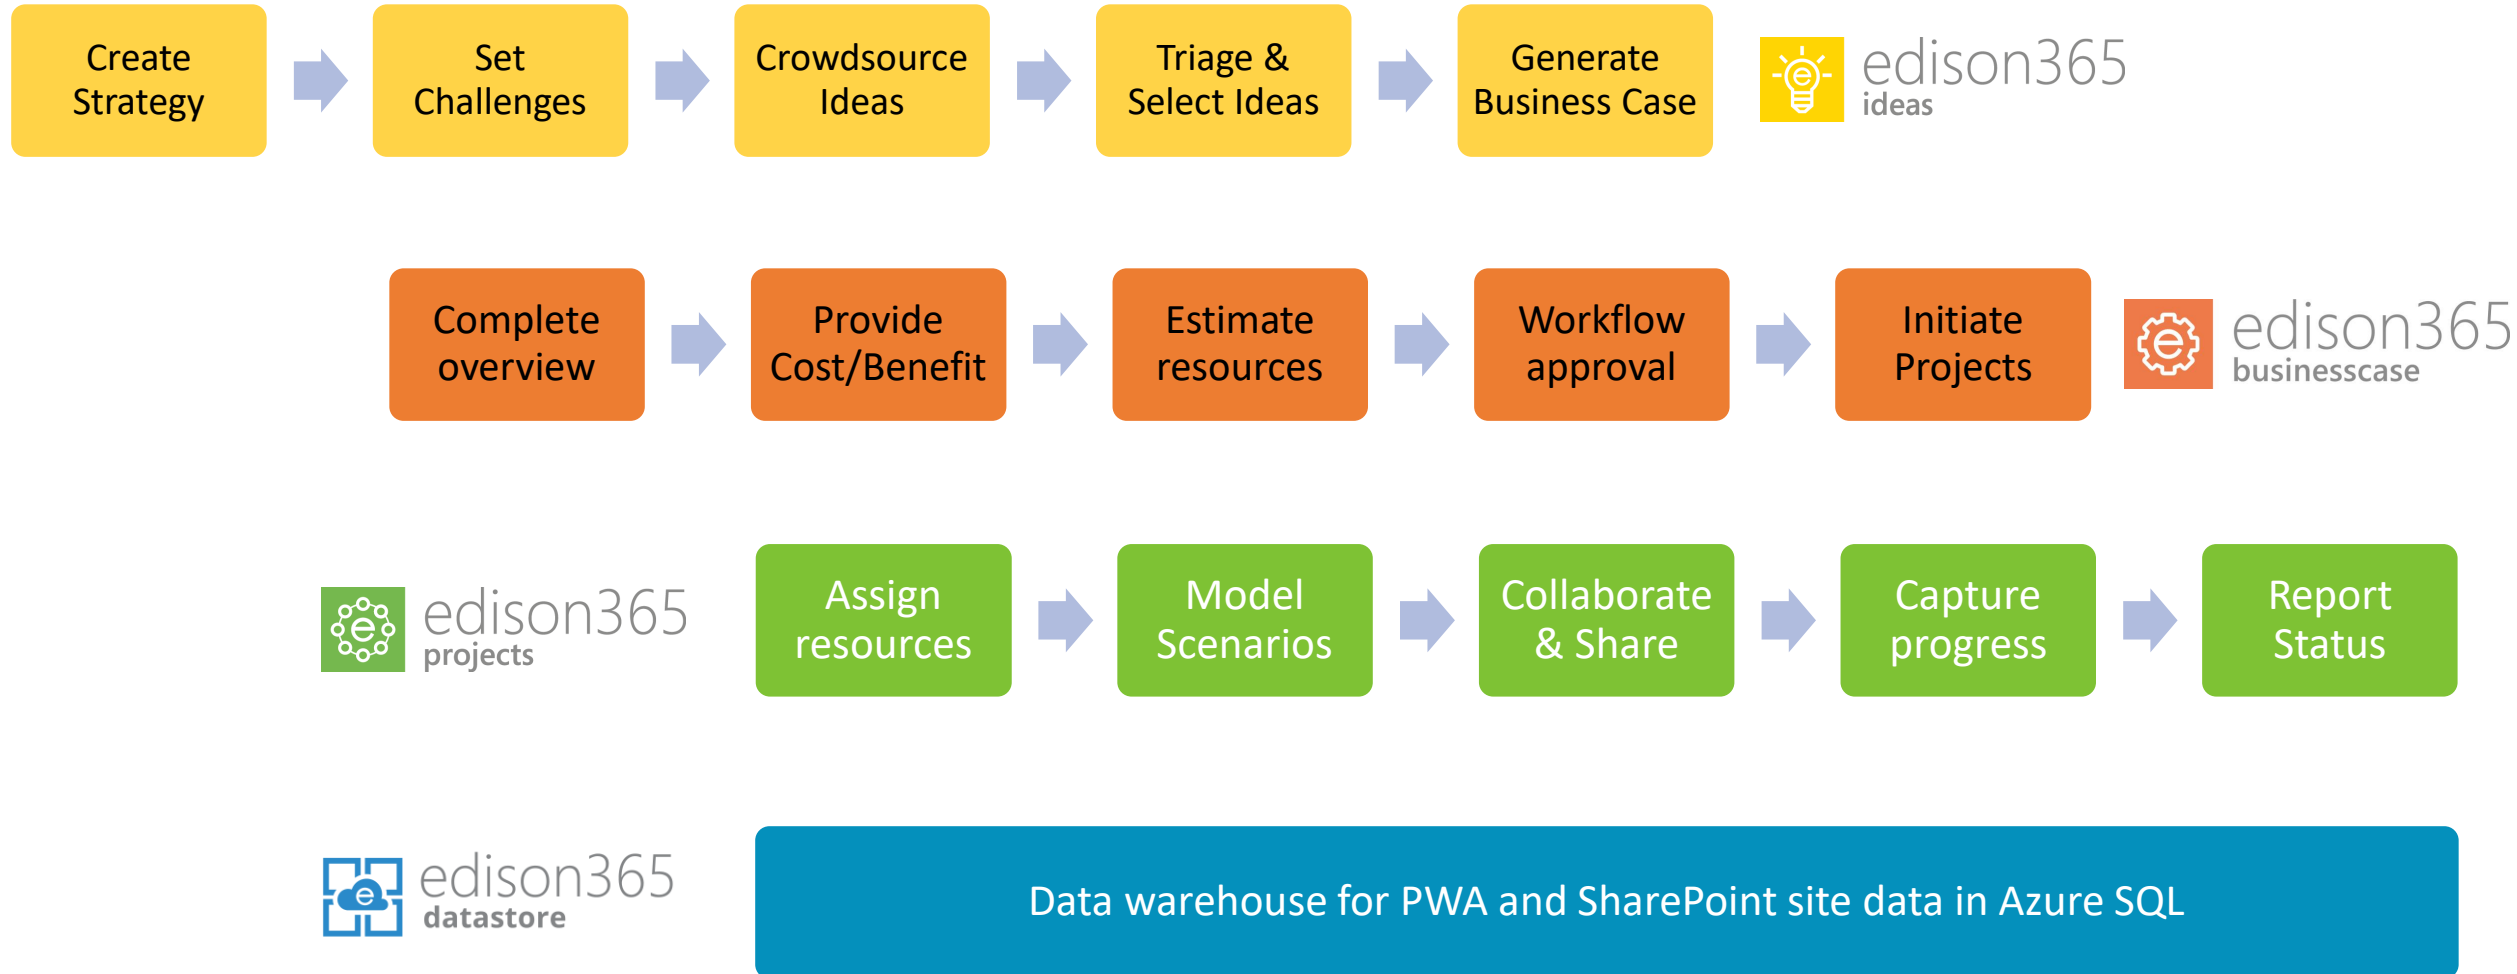 Create
Strategy
Set
Challenges
Crowdsource
Ideas
Triage &
Select Ideas
Generate
Business Case
edison365
ideas
Complete
overview
Provide
Cost/Benefit
Estimate
resources
Workflow
approval
Initiate
Projects
edison365
businesscase
edison365
projects
Assign
resources
Model
Scenarios
Collaborate
& Share
Capture
progress
Report
Status
edison365
datastore
Data warehouse for PWA and SharePoint site data in Azure SQL